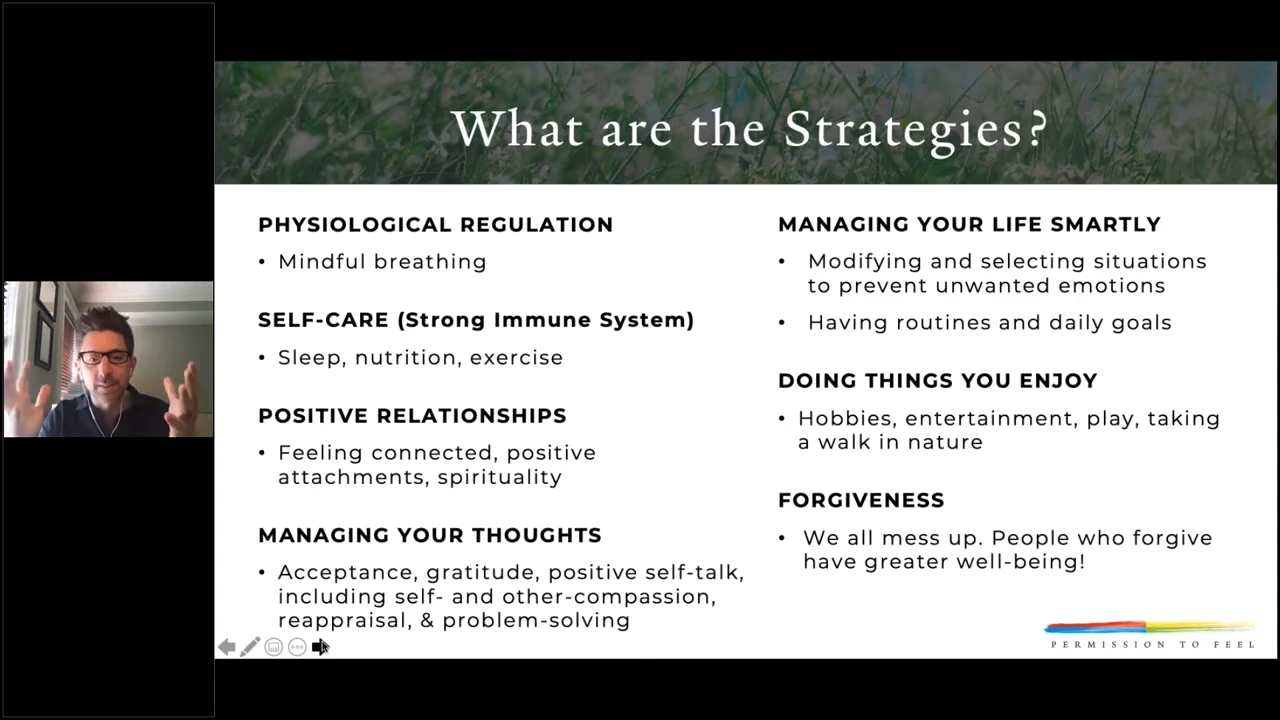 What are the Strategies?
PHYSIOLOGICAL REGULATION
• Mindful breathing
SELF-CARE (Strong Immune System)
• Sleep, nutrition, exercise
POSITIVE RELATIONSHIPS
• Feeling connected, positive
attachments, spirituality
MANAGING YOUR THOUGHTS
• Acceptance, gratitude, positive self-talk,
including self- and other-compassion,
reappraisal, & problem-solving
MANAGING YOUR LIFE SMARTLY
• Modifying and selecting situations
to prevent unwanted emotions
• Having routines and daily goals
DOING THINGS YOU ENJOY
• Hobbies, entertainment, play, taking
a walk in nature
FORGIVENESS
• We all mess up. People who forgive
have greater well-being!
PERMISSION TO FEEL